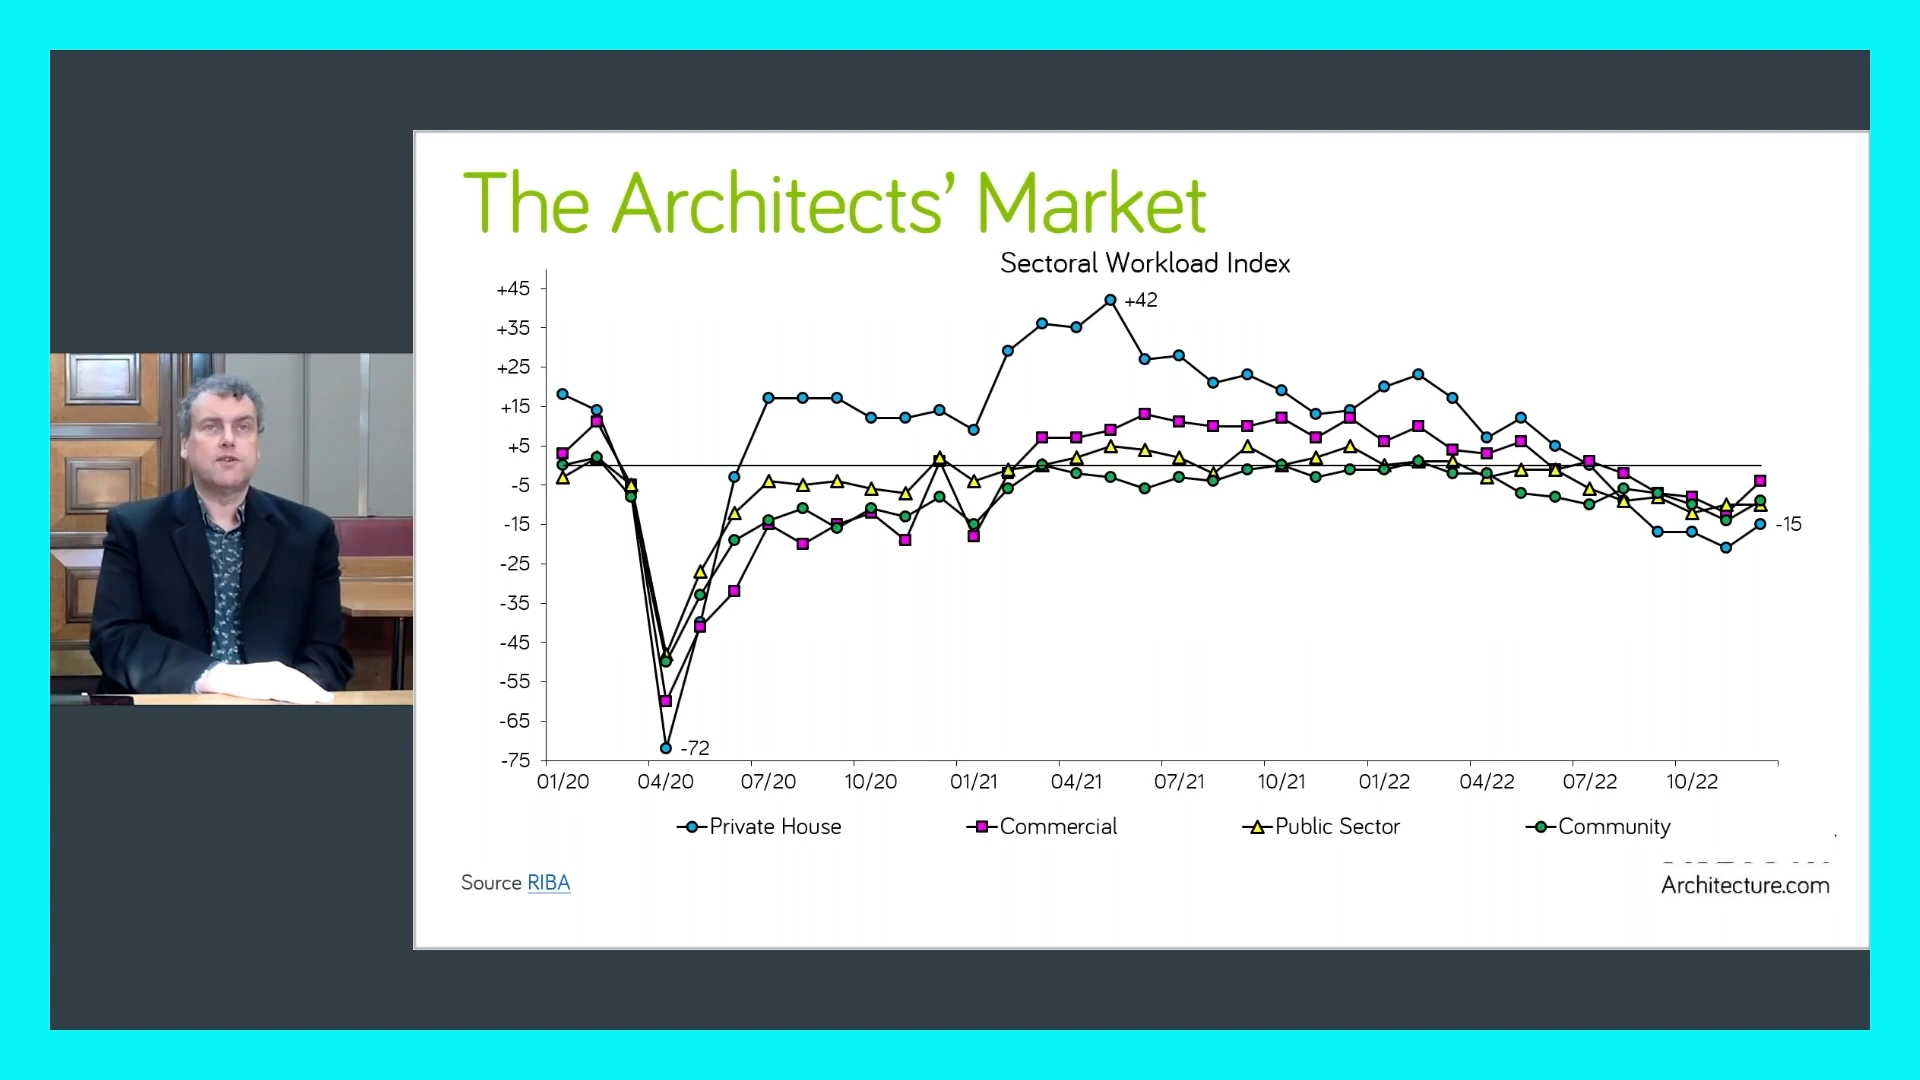 The Architects’ Market
Sectoral Workload Index
+45
+35
+25
+15
+5
-5
-15
-25
-35
-45
-55
-65
-75
+42
-72
-15
01/20 04/20 07/20 10/20 01/21 04/21 07/21 10/21 01/22 04/22 07/22 10/22
Private House Commercial Public Sector Community
Source RIBA
Architecture.com